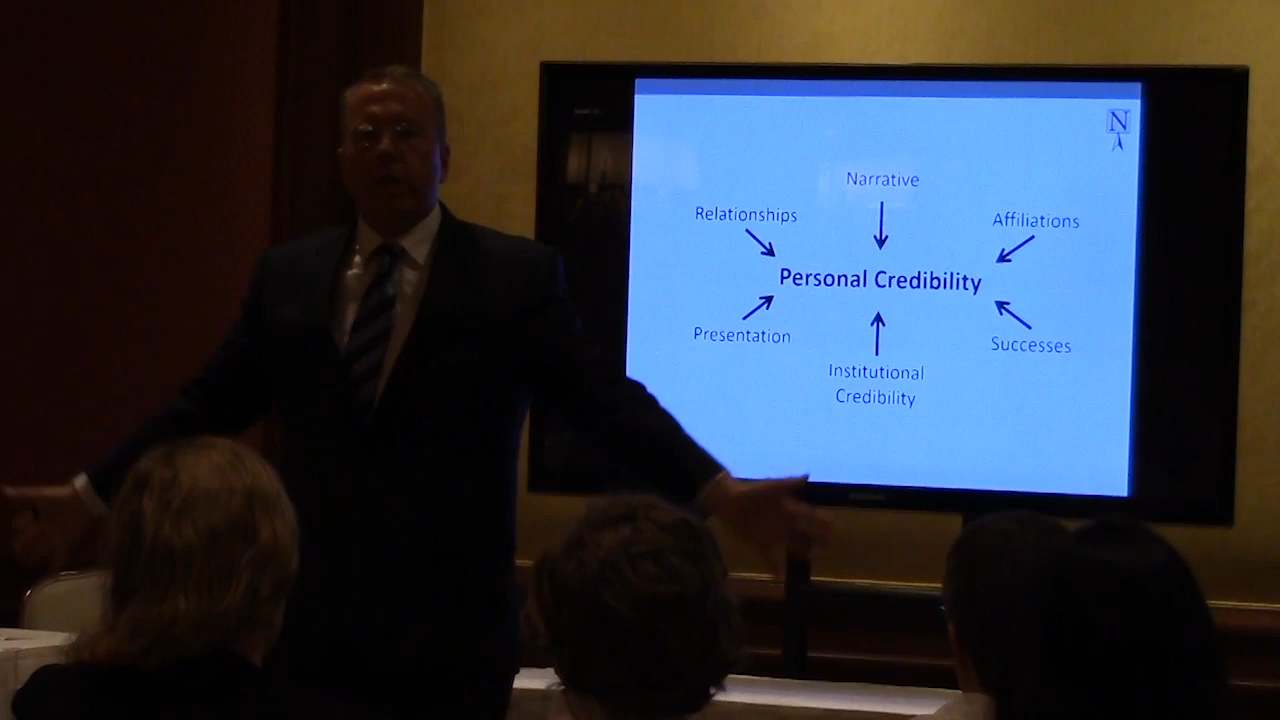 N
Narrative
Relationships
Affiliations
Personal Credibility
Presentation
Successes
Institutional
Credibility